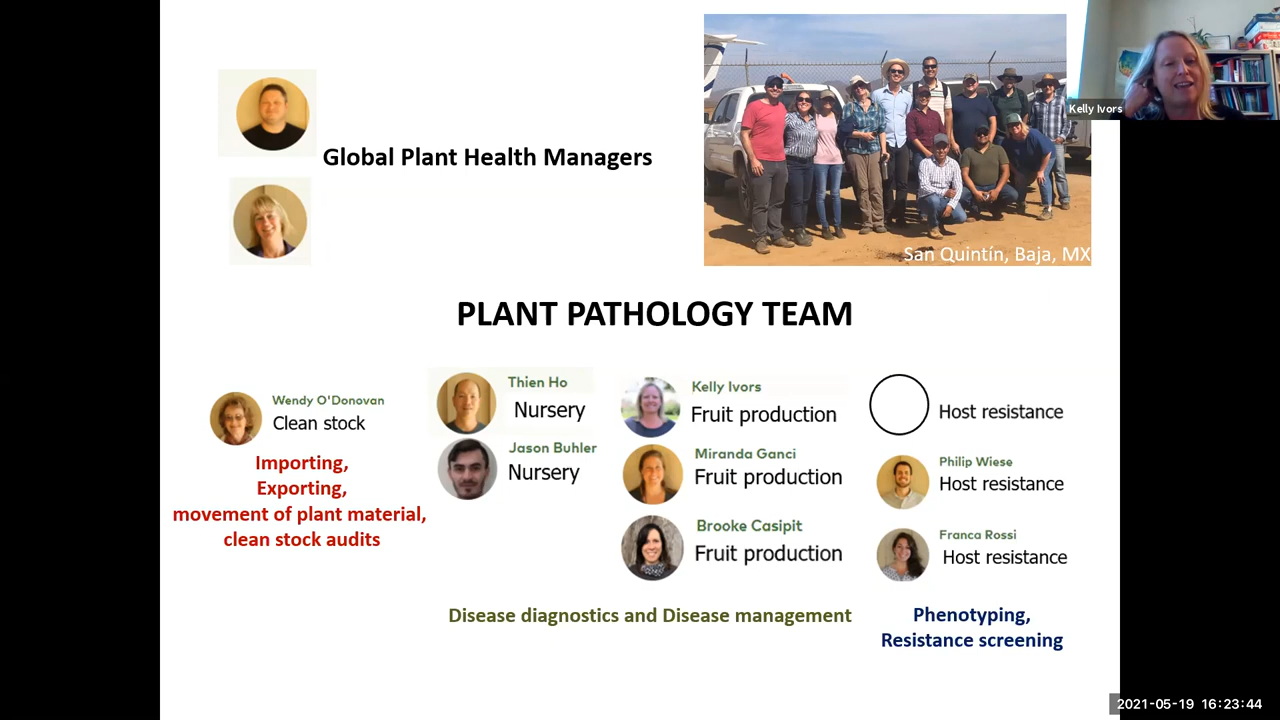 Kelly Ivors
Global Plant Health Managers
San Quintín, Baja, MX
PLANT PATHOLOGY TEAM
Wendy O'Donovan
Clean stock
Importing,
Exporting,
movement of plant material,
clean stock audits
Thien Ho
Nursery
Jason Buhler
Nursery
Kelly Ivors
Fruit production
Miranda Ganci
Fruit production
Brooke Casipit
Fruit production
Disease diagnostics and Disease management
Host resistance
Philip Wiese
Host resistance
Franca Rossi
Host resistance
Phenotyping,
Resistance screening
2021-05-19 16:23:44